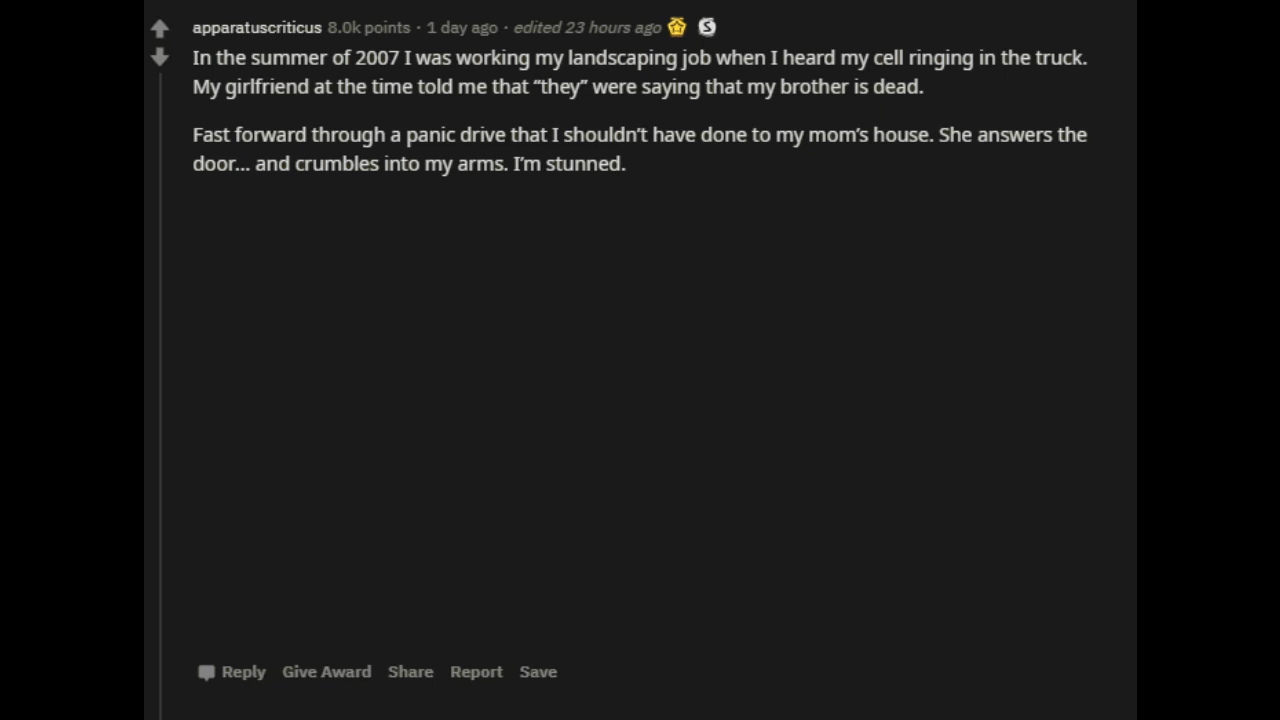 apparatuscriticus 8.0k points · 1 day ago · edited 23 hours ago S
In the summer of 2007 I was working my landscaping job when I heard my cell ringing in the truck.
My girlfriend at the time told me that “they” were saying that my brother is dead.
Fast forward through a panic drive that I shouldn’t have done to my mom’s house. She answers the
door... and crumbles into my arms. I’m stunned.
Reply Give Award Share Report Save